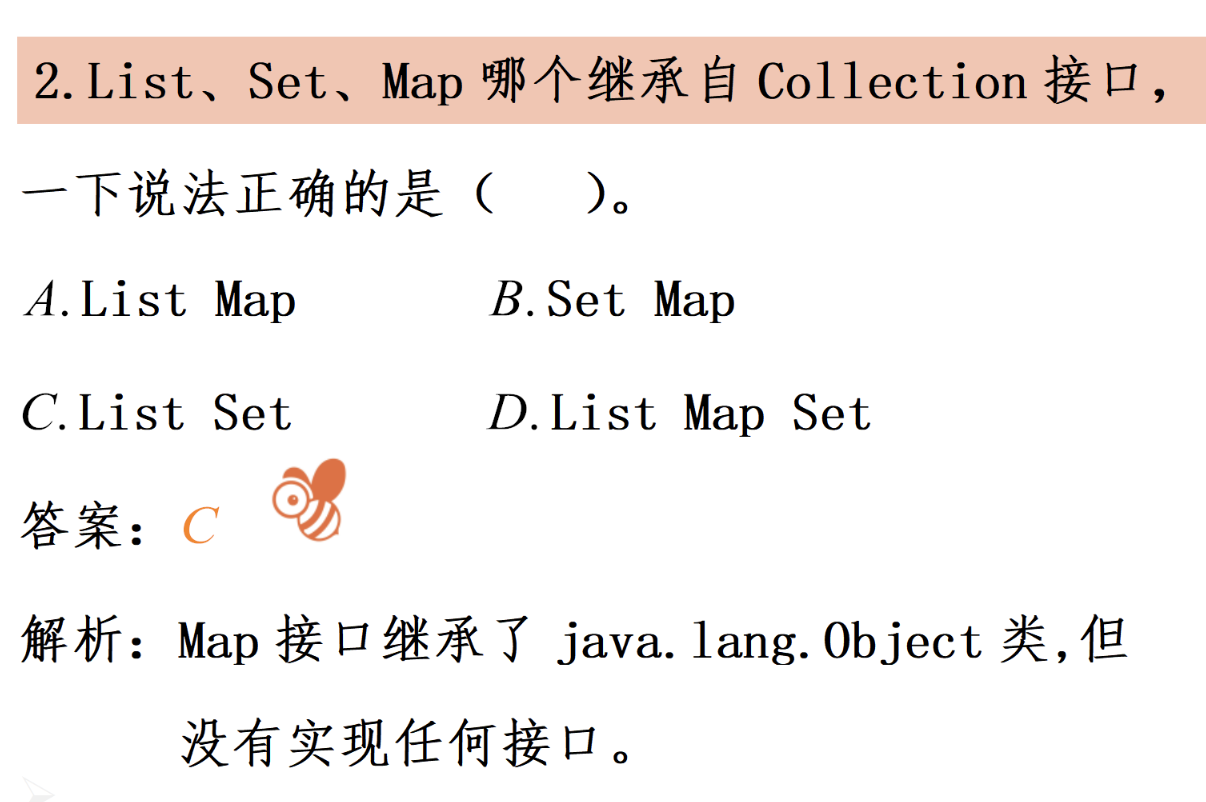 2.List、Set、Map 哪个继承自 Collection 接口，
一下说法正确的是（    ）。
A.List Map    B.Set Map
C.List Set    D.List Map Set
答案：C
解析：Map 接口继承了 java.lang.Object 类,但
没有实现任何接口。